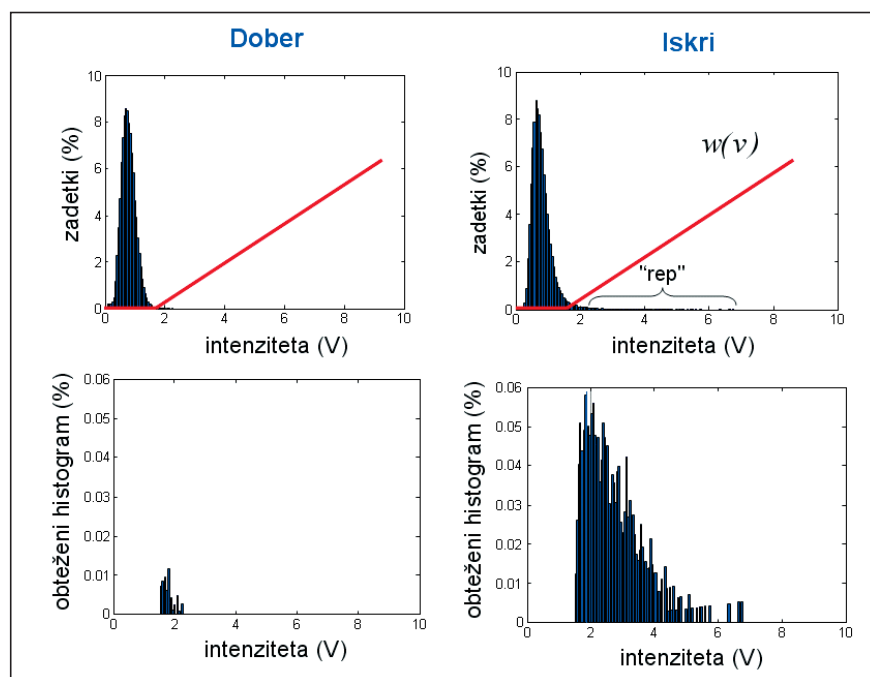 Dober
zadetki (%)
10
8
6
4
2
0
0 2 4 6 8 10
intenziteta (V)
Iskri
zadetki (%)
10
8
6
4
2
0
w(v)
"rep"
0 2 4 6 8 10
intenziteta (V)
obteženi histogram (%)
0.06
0.05
0.04
0.03
0.02
0.01
0
0 2 4 6 8 10
intenziteta (V)
obteženi histogram (%)
0.06
0.05
0.04
0.03
0.02
0.01
0
0 2 4 6 8 10
intenziteta (V)